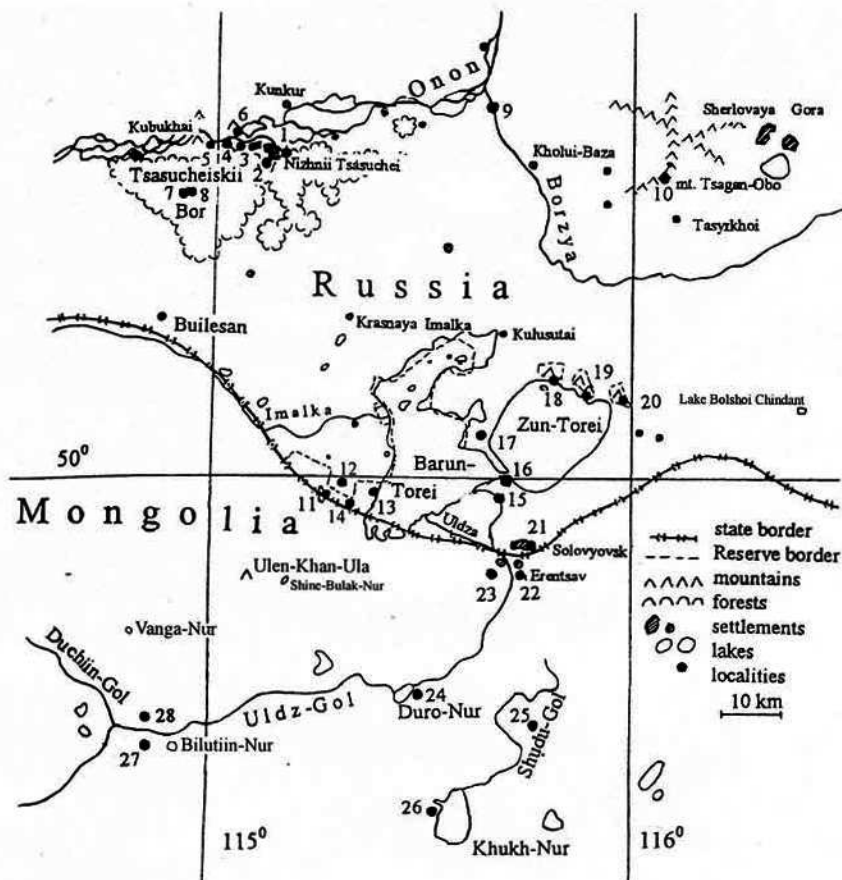 Onon
Kunkur
Kubukhai
6
1
9
Sherlovaya Gora
5 4 3 2
Nizhnii Tsasuchei
Kholui-Baza
Tsasucheiskii
Bor
7 8
10
mt. Tsagan-Obo
Borzya
Tasyrkhoi
Russia
Builesan
Krasnaya Imalka
Kulusutai
Imalka
18
19
20
Lake Bolshoi Chindant
Zun-Torei
17
Barun-
Torei
50⁰
12
16
11
14
13
15
Mongolia
Uldza
21
Solovyovsk
Ulen-Khan-Ula
Shine-Bulak-Nur
23
22
Erentsav
state border
Reserve border
mountains
forests
settlements
lakes
localities
10 km
Vanga-Nur
Duchiin-Gol
Uldz-Gol
24
Duro-Nur
25
Shudu-Gol
28
27
Bilutiin-Nur
26
Khukh-Nur
115⁰
116⁰